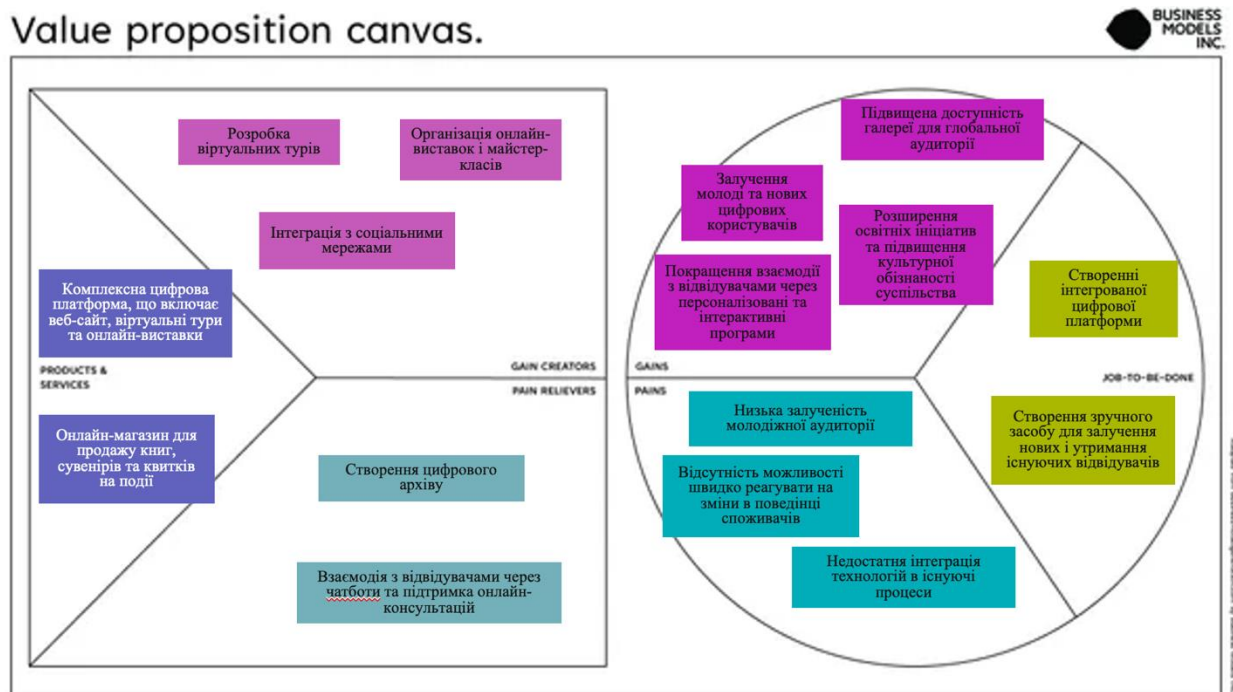 Value proposition canvas.
BUSINESS
MODELS
INC.
Розробка
віртуальних турів
Організація онлайн-
виставок і майстер-
класів
Інтеграція з соціальними
мережами
Комплексна цифрова
платформа, що включає
веб-сайт, віртуальні тури
та онлайн-виставки
PRODUCTS &
SERVICES
GAIN CREATORS
PAIN RELIEVERS
Онлайн-магазин для
продажу книг,
сувенірів та квитків
на події
Створення цифрового
архіву
Взаємодія з відвідувачами через
чатботи та підтримка онлайн-
консультацій
Підвищена доступність
галереї для глобальної
аудиторії
Залучення
молоді та нових
цифрових
користувачів
Розширення
освітніх ініціатив
та підвищення
культурної
обізнаності
суспільства
Покращення взаємодії
з відвідувачами через
персоналізовані та
інтерактивні
програми
GAINS
PAINS
Створенні
інтегрованої
цифрової
платформи
JOB-TO-BE-DONE
Низька залученість
молодіжної аудиторії
Відсутність можливості
швидко реагувати на
зміни в поведінці
споживачів
Недостатня інтеграція
технологій в існуючі
процеси
Створення зручного
засобу для залучення
нових і утримання
існуючих відвідувачів